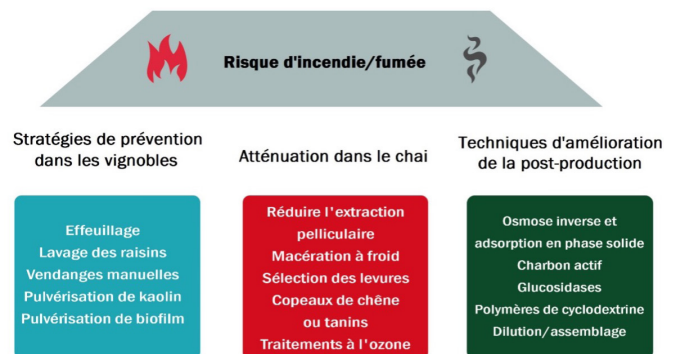 Risque d'incendie/fumée
Stratégies de prévention
dans les vignobles
Effeuillage
Lavage des raisins
Vendanges manuelles
Pulvérisation de kaolin
Pulvérisation de biofilm
Atténuation dans le chai
Réduire l'extraction
pelliculaire
Macération à froid
Sélection des levures
Copeaux de chêne
ou tanins
Traitements à l'ozone
Techniques d'amélioration
de la post-production
Osmose inverse et
adsorption en phase solide
Charbon actif
Glucosidases
Polymères de cyclodextrine
Dilution/assemblage